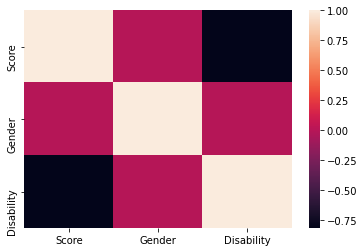 Score
Gender
Disability
Score
Gender
Disability
1.00
0.75
0.50
0.25
0.00
−0.25
−0.50
−0.75